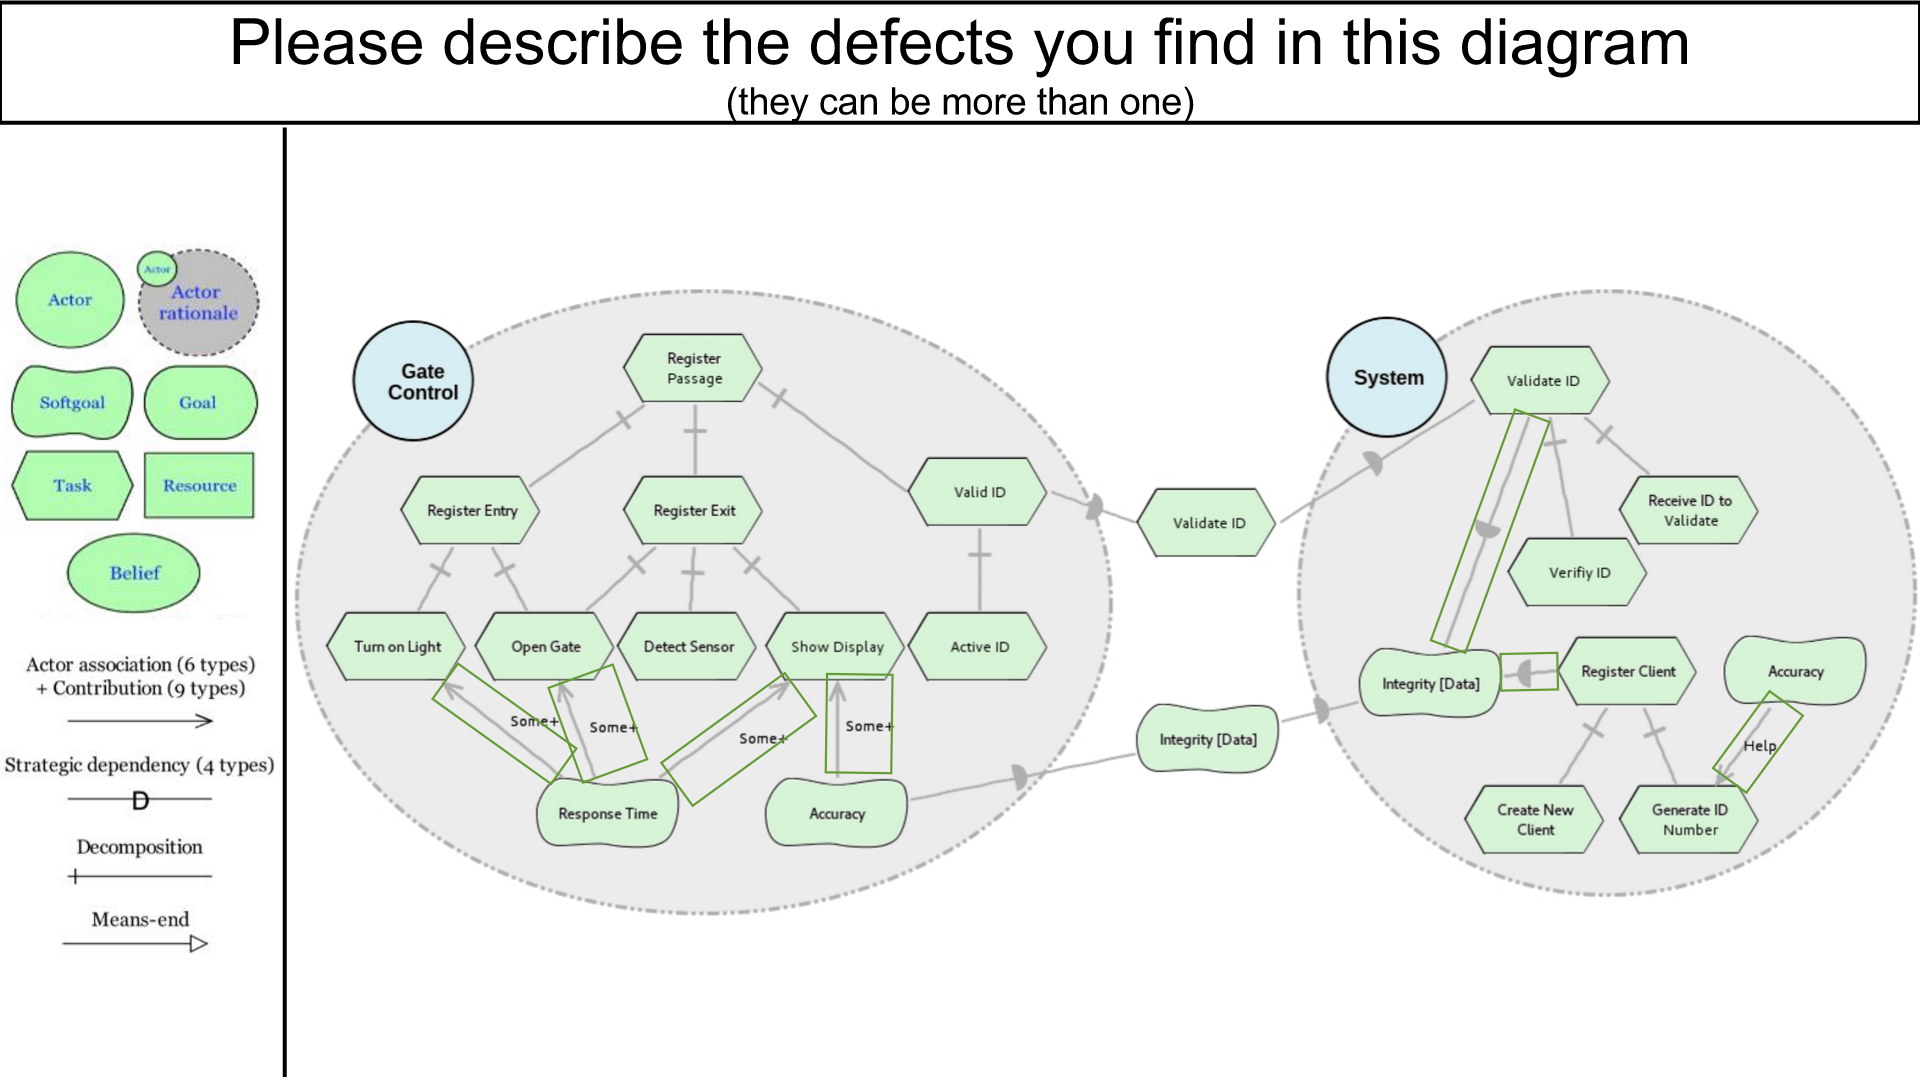 Please describe the defects you find in this diagram
(they can be more than one)
Actor
Actor
Actor
rationale
Softgoal
Goal
Task
Resource
Belief
Actor association (6 types)
+ Contribution (9 types)
Strategic dependency (4 types)
D
Decomposition
Means-end
Gate
Control
Register
Passage
Register Entry
Register Exit
Valid ID
Turn on Light
Open Gate
Detect Sensor
Show Display
Active ID
Some+
Some+
Some+
Some+
Response Time
Accuracy
Validate ID
Integrity [Data]
System
Validate ID
Receive ID to
Validate
Verifiy ID
Integrity [Data]
Register Client
Accuracy
Help
Create New
Client
Generate ID
Number